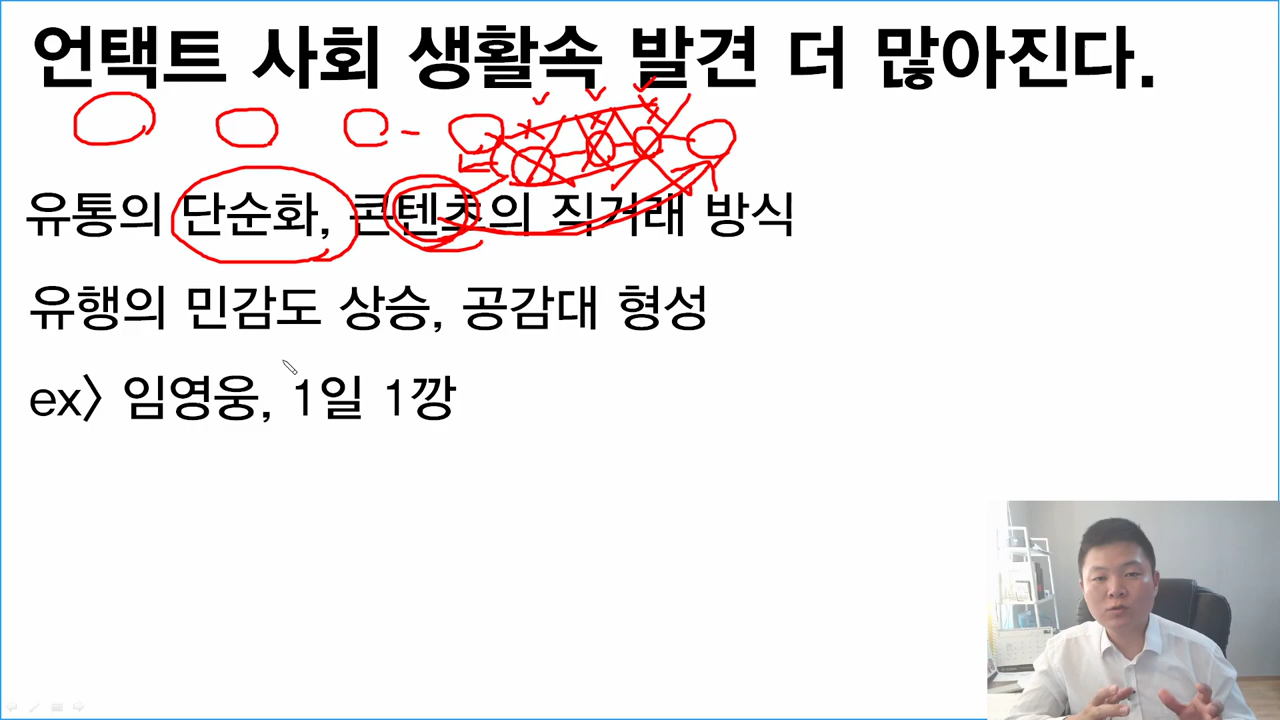 언택트 사회 생활속 발견 더 많아진다.
유통의 단순화, 콘텐츠의 직거래 방식
유행의 민감도 상승, 공감대 형성
ex> 임영웅, 1일 1깡